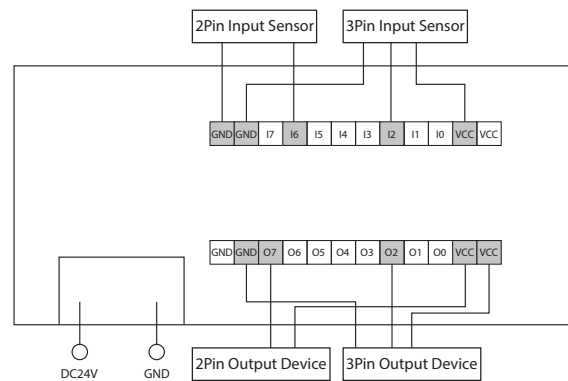 2Pin Input Sensor 3Pin Input Sensor
GND GND I7 I6 I5 I4 I3 I2 I1 I0 VCC VCC
GND GND O7 O6 O5 O4 O3 O2 O1 O0 VCC VCC
2Pin Output Device 3Pin Output Device
DC24V GND